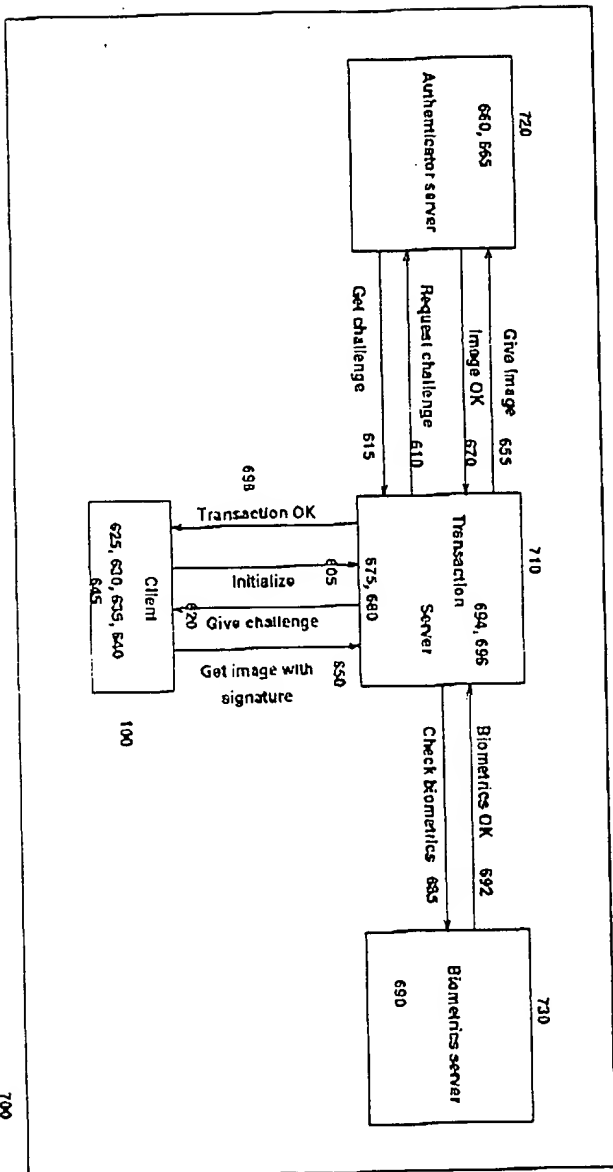 720
660, 665
Authenticator server
Give image 655
Image OK 670
Request challenge 610
Get challenge 615
710
694, 696
Transaction
Server
675, 680
Biometrics OK 692
Check biometrics 685
730
Biometrics server
690
698
Transaction OK
605
Initialize
620
Give challenge
650
Get image with
signature
Client
625, 630, 635, 640
645
100
700